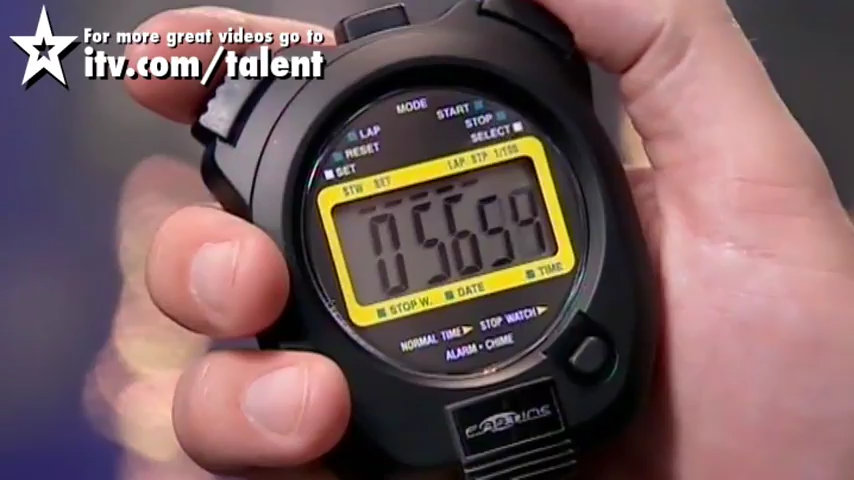 For more great videos go to
itv.com/talent
MODE
LAP
RESET
SET
START
STOP
SELECT
STW SET
LAP STP 1/100
05659
STOP W. DATE TIME
NORMAL TIME STOP WATCH
ALARM • CHIME